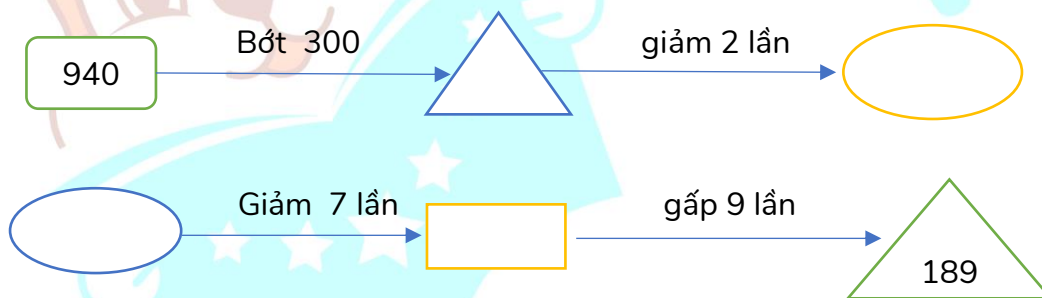 Bớt 300
giảm 2 lần
940
Giảm 7 lần
gấp 9 lần
189